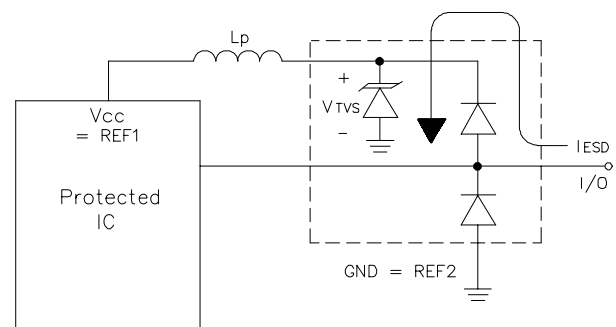 Lp
Vcc
= REF1
+
VTVS
-
Protected
IC
IESD
I/O
GND = REF2